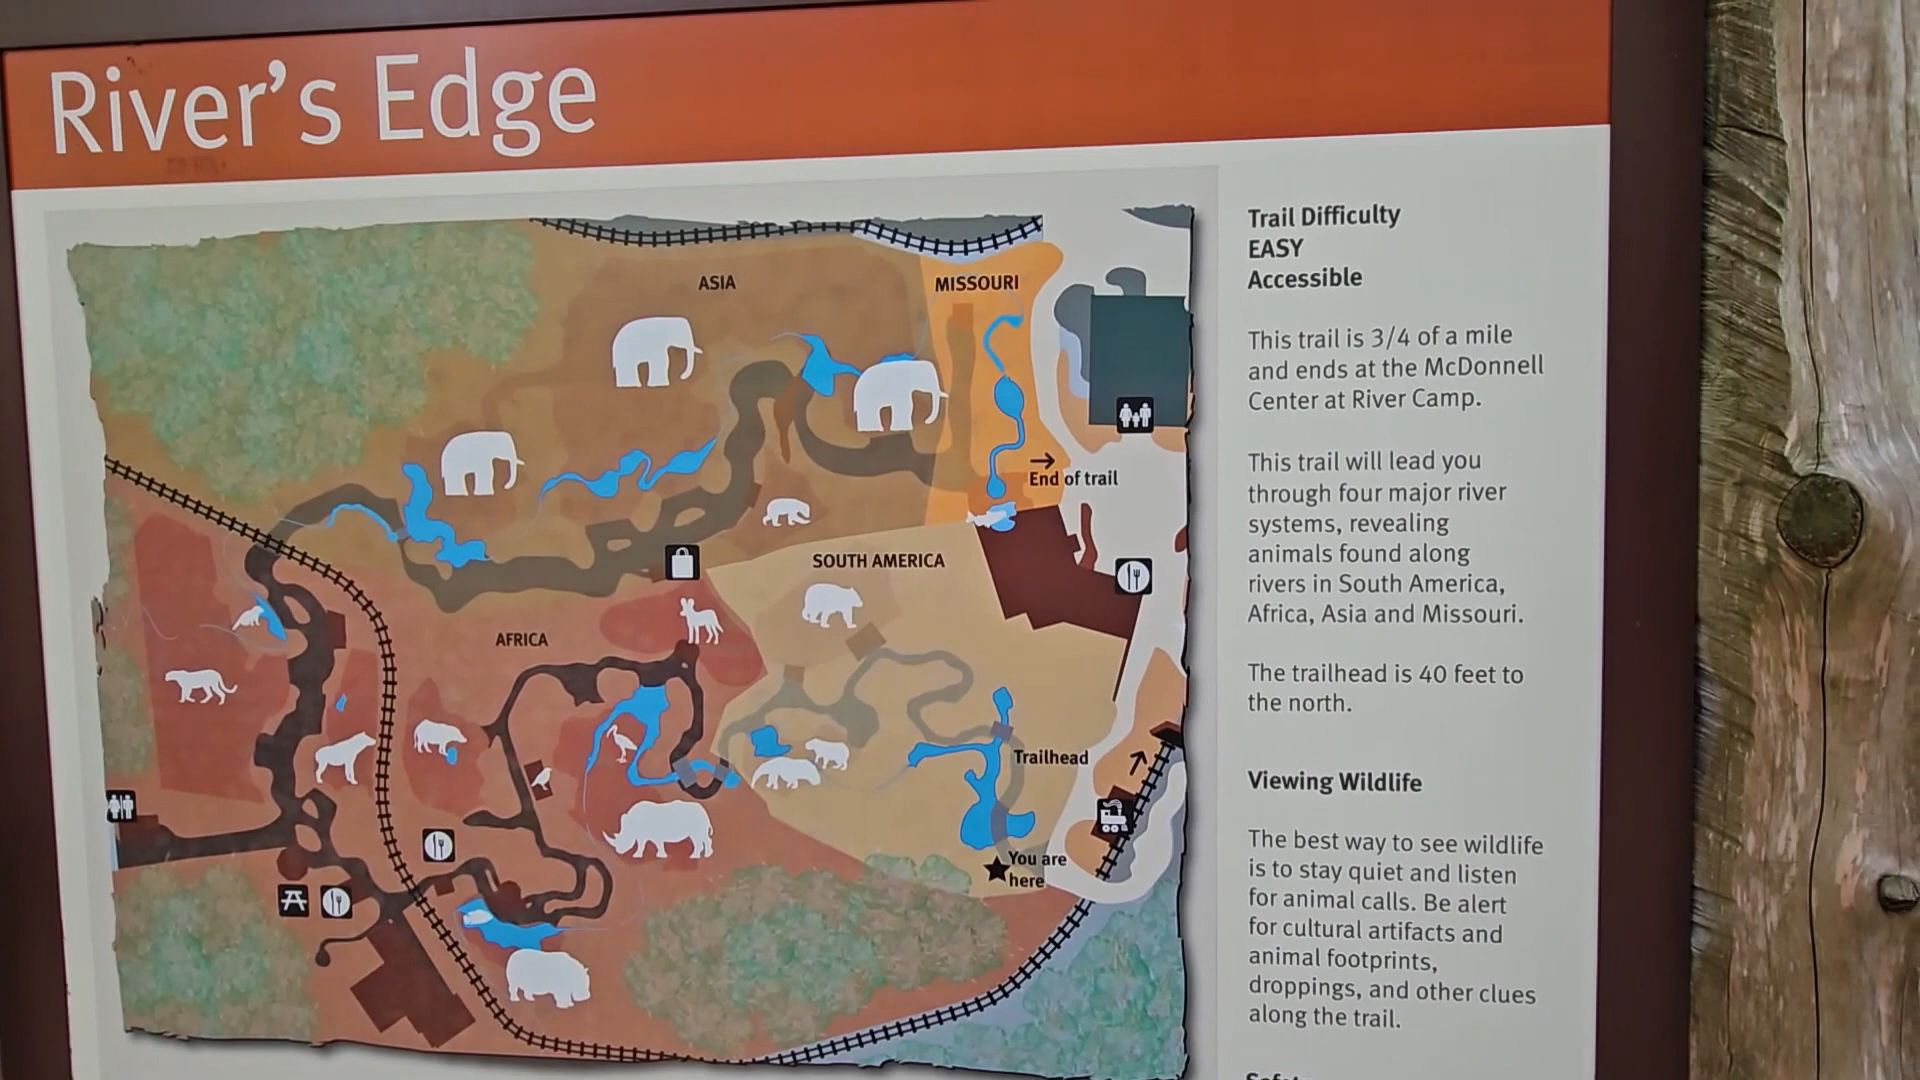 River's Edge
ASIA
MISSOURI
End of trail
SOUTH AMERICA
AFRICA
Trailhead
You are
here
Trail Difficulty
EASY
Accessible
This trail is 3/4 of a mile
and ends at the McDonnell
Center at River Camp.
This trail will lead you
through four major river
systems, revealing
animals found along
rivers in South America,
Africa, Asia and Missouri.
The trailhead is 40 feet to
the north.
Viewing Wildlife
The best way to see wildlife
is to stay quiet and listen
for animal calls. Be alert
for cultural artifacts and
animal footprints,
droppings, and other clues
along the trail.